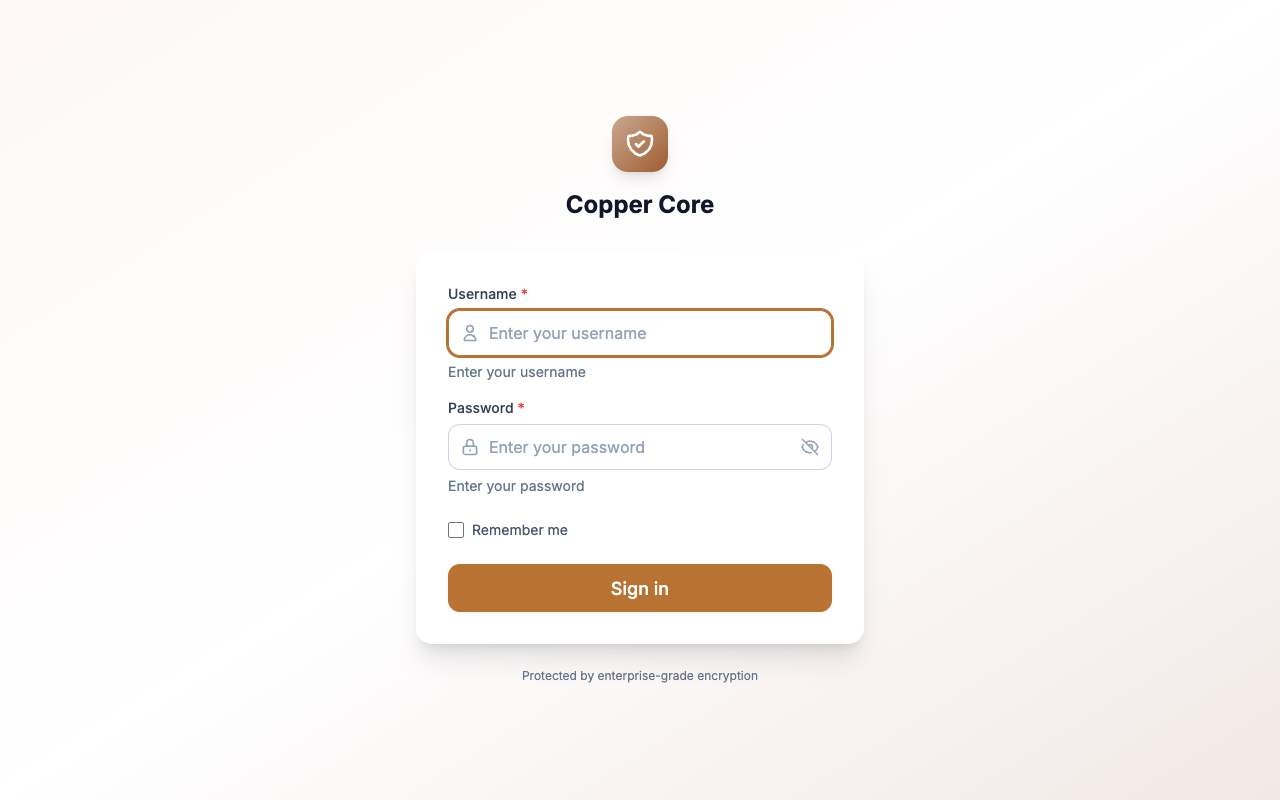 Copper Core
Username *
Enter your username
Enter your username
Password *
Enter your password
Enter your password
Remember me
Sign in
Protected by enterprise-grade encryption